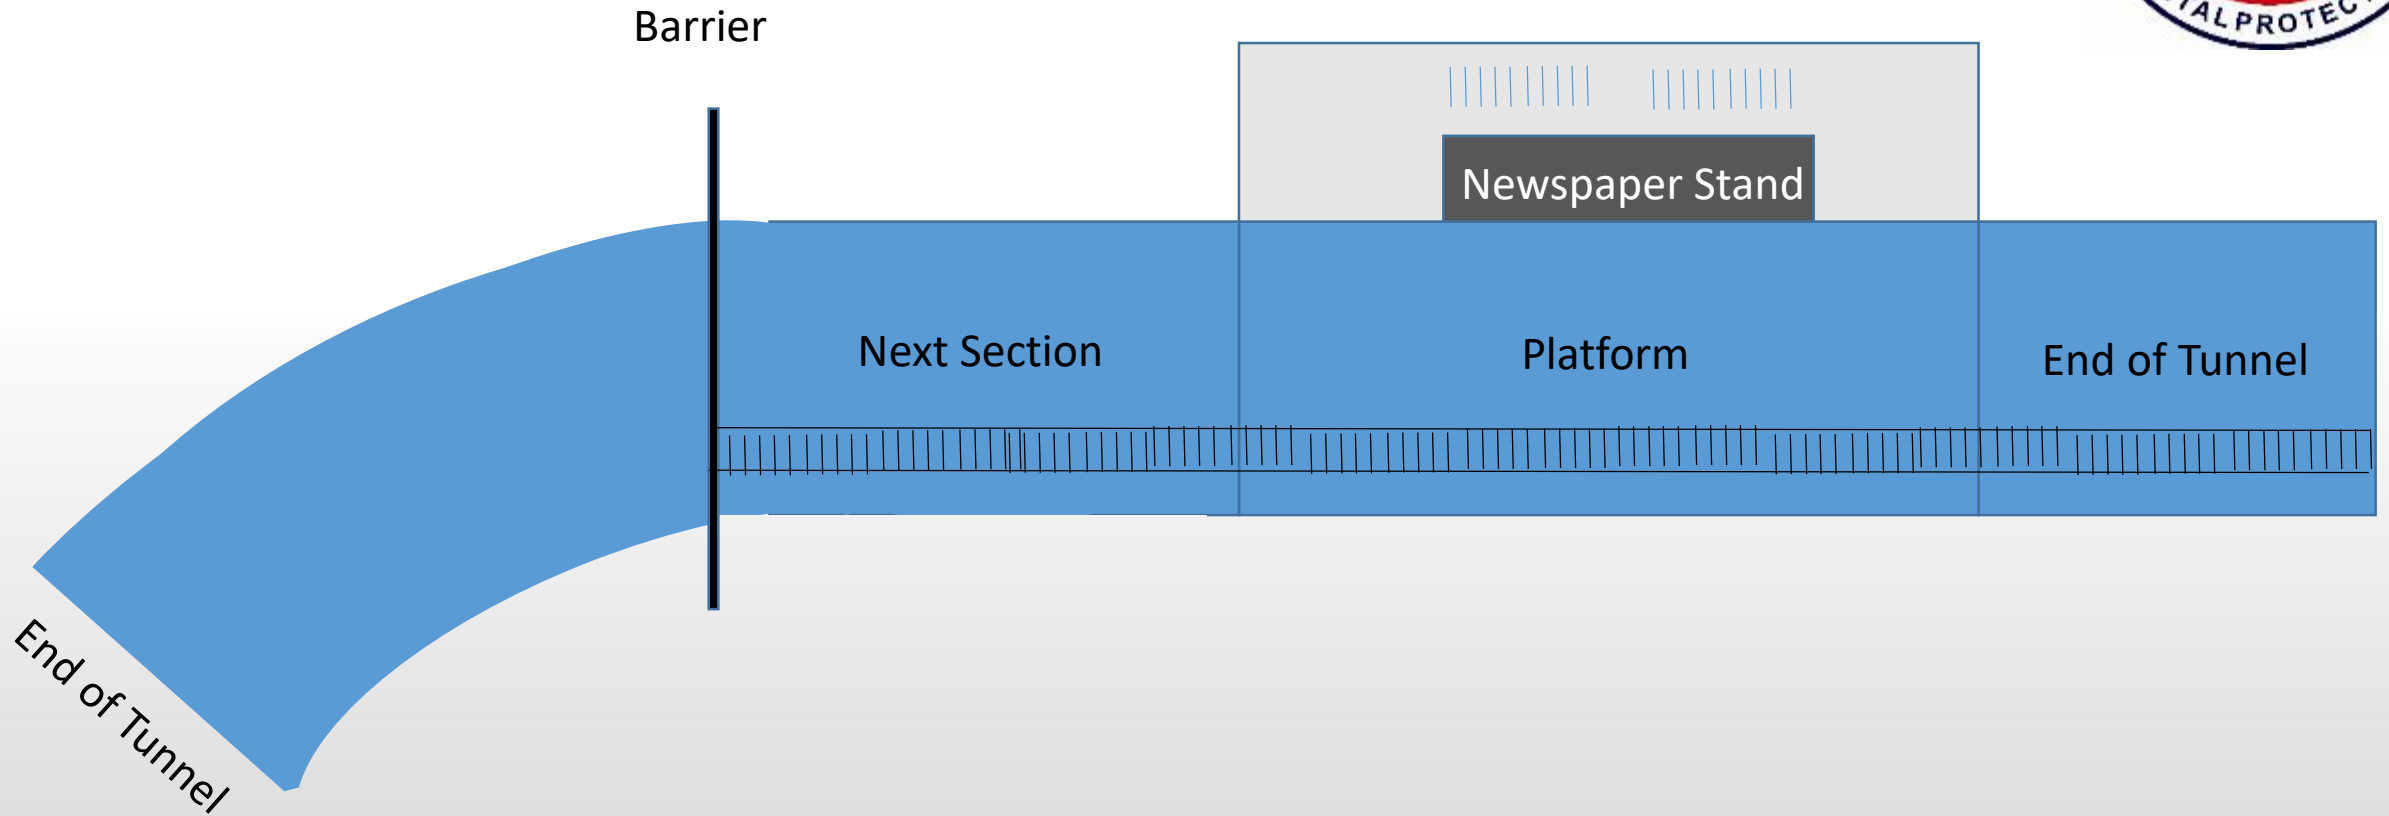 Barrier
Newspaper Stand
Next Section
Platform
End of Tunnel
End of Tunnel